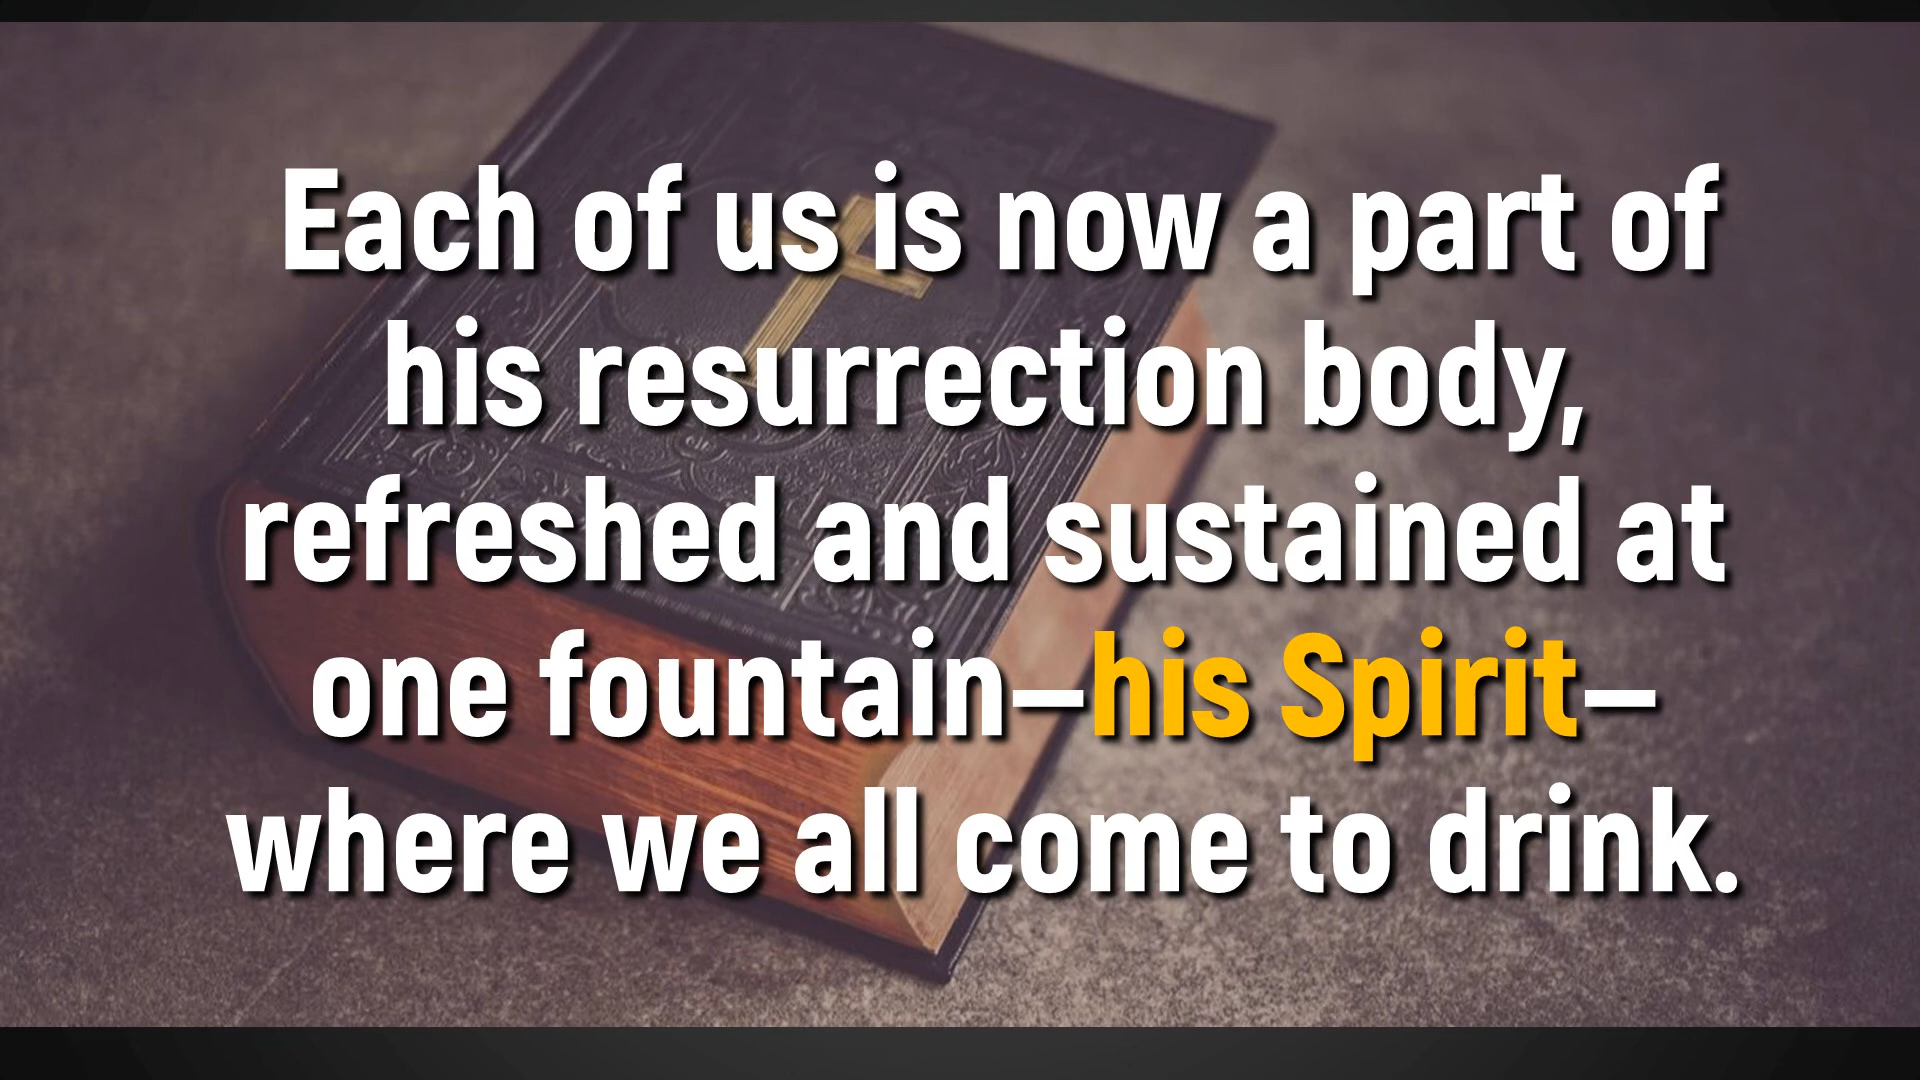 Each of us is now a part of
his resurrection body,
refreshed and sustained at
one fountain—his Spirit—
where we all come to drink.